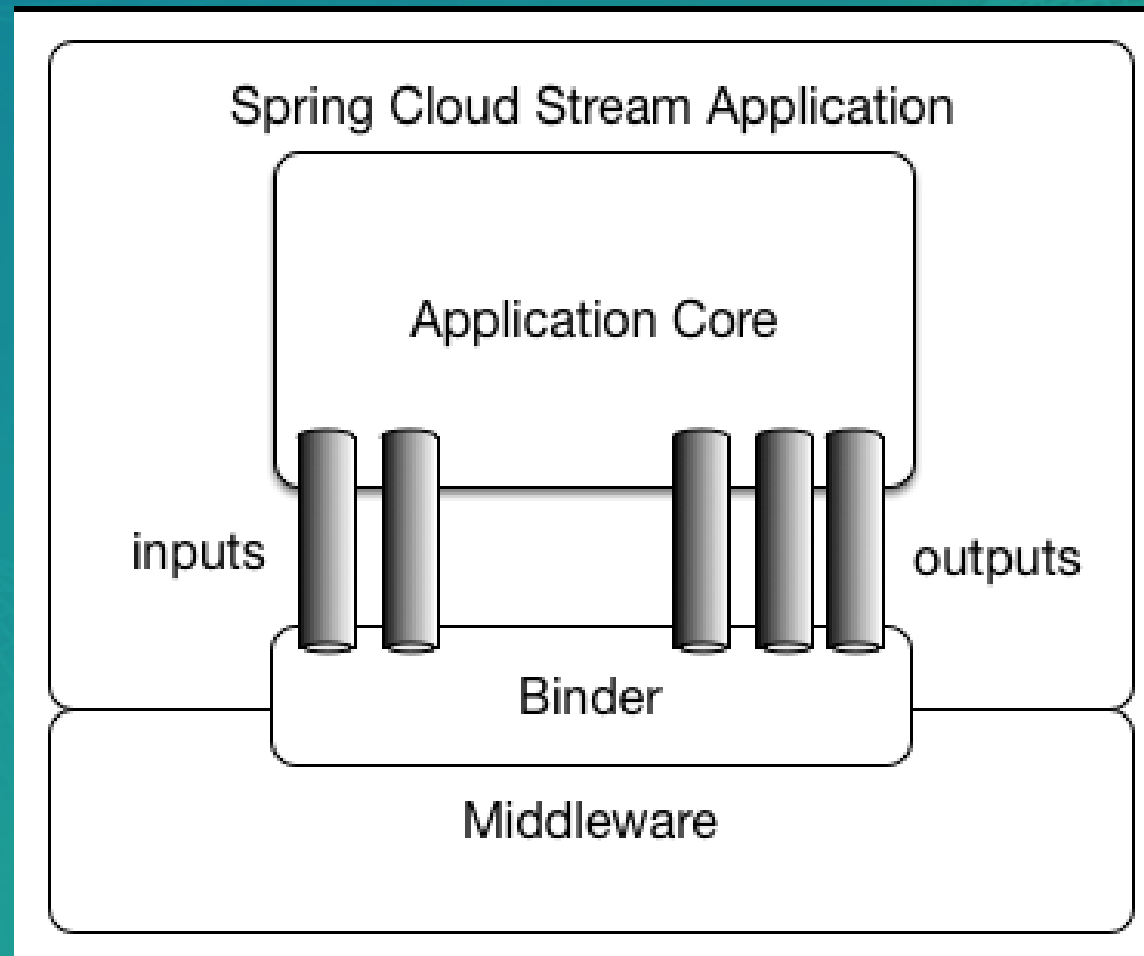 Spring Cloud Stream Application
Application Core
inputs
outputs
Binder
Middleware